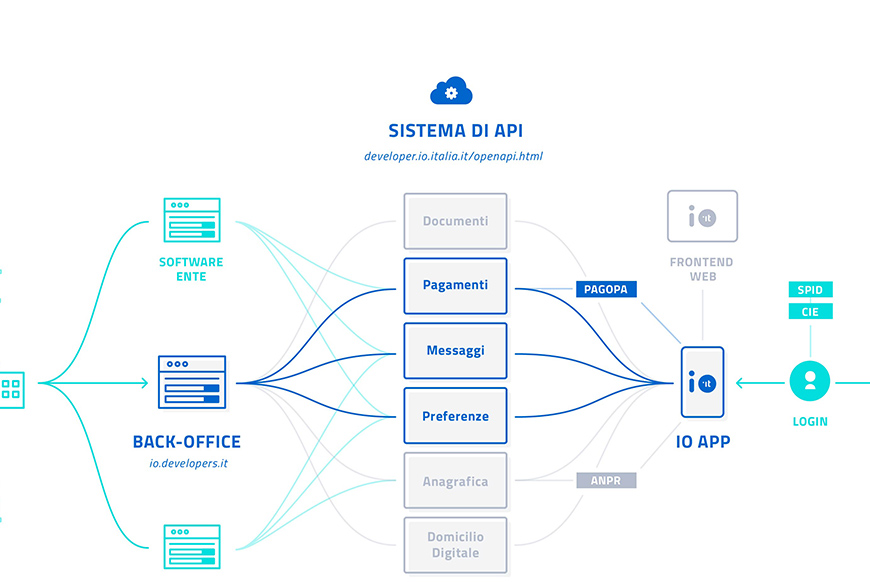 SISTEMA DI API
developer.io.italia.it/openapi.html
SOFTWARE
ENTE
BACK-OFFICE
io.developers.it
Documenti
Pagamenti
Messaggi
Preferenze
Anagrafica
Domicilio
Digitale
PAGOPA
ANPR
io it
FRONTEND
WEB
io it
IO APP
SPID
CIE
LOGIN